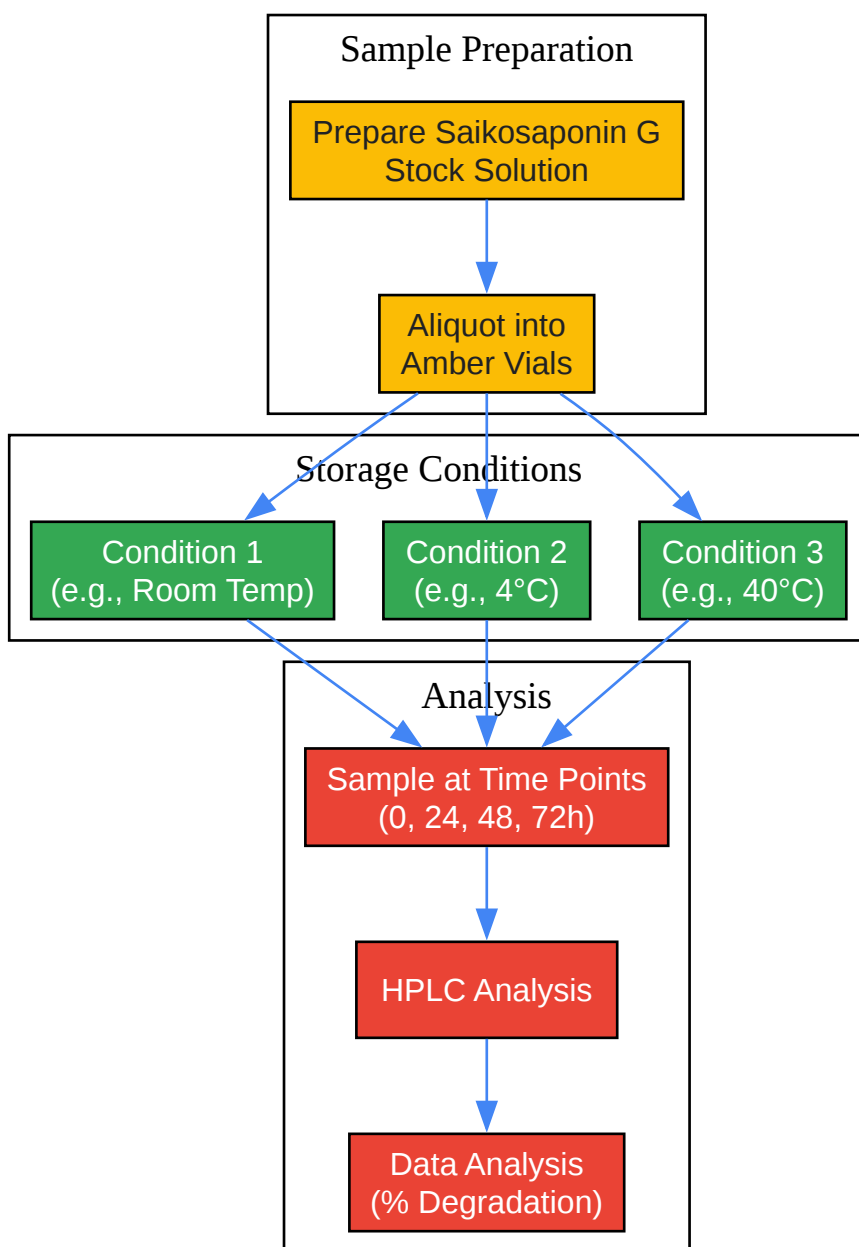 Sample Preparation
Prepare Saikosaponin G
Stock Solution
Aliquot into
Amber Vials
Storage Conditions
Condition 1
(e.g., Room Temp)
Condition 2
(e.g., 4°C)
Condition 3
(e.g., 40°C)
Analysis
Sample at Time Points
(0, 24, 48, 72h)
HPLC Analysis
Data Analysis
(% Degradation)